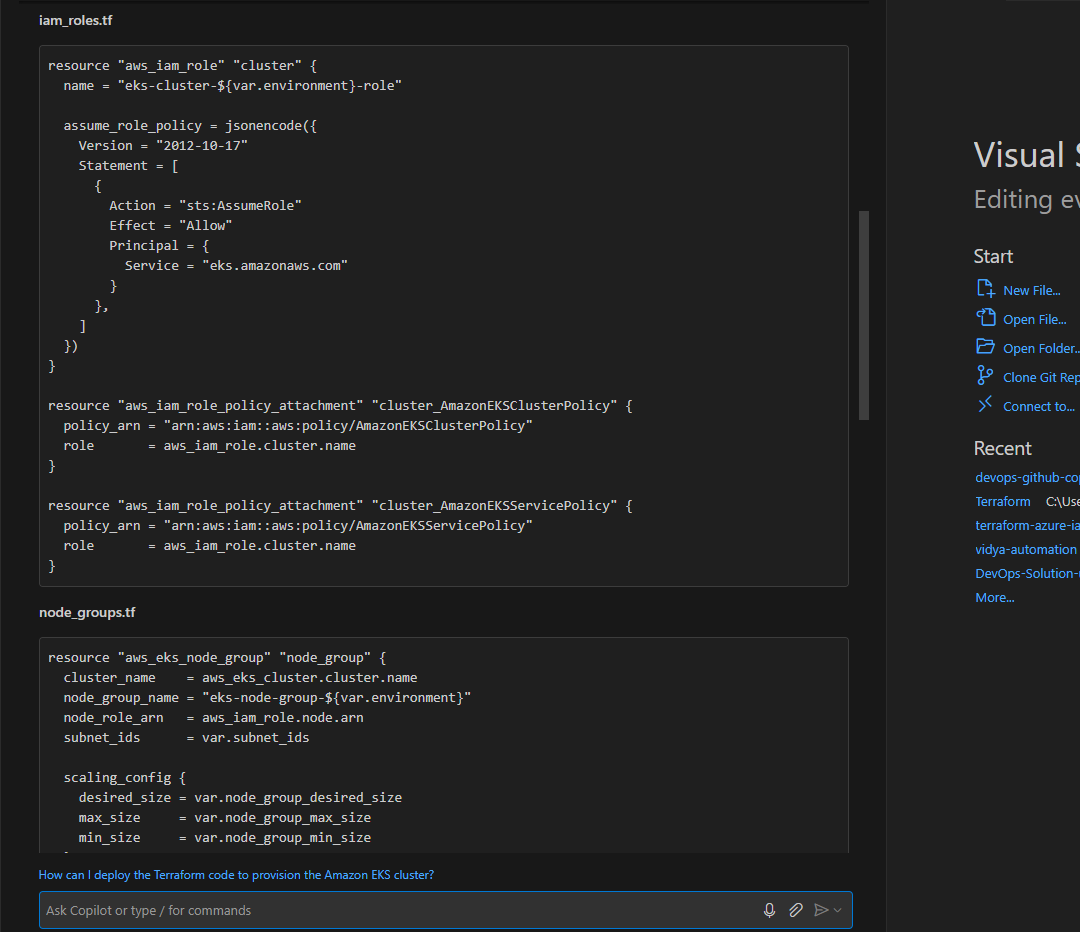 iam_roles.tf
resource "aws_iam_role" "cluster" {
  name = "eks-cluster-${var.environment}-role"

  assume_role_policy = jsonencode({
    Version = "2012-10-17"
    Statement = [
      {
        Action = "sts:AssumeRole"
        Effect = "Allow"
        Principal = {
          Service = "eks.amazonaws.com"
        }
      },
    ]
  })
}

resource "aws_iam_role_policy_attachment" "cluster_AmazonEKSClusterPolicy" {
  policy_arn = "arn:aws:iam::aws:policy/AmazonEKSClusterPolicy"
  role       = aws_iam_role.cluster.name
}

resource "aws_iam_role_policy_attachment" "cluster_AmazonEKSServicePolicy" {
  policy_arn = "arn:aws:iam::aws:policy/AmazonEKSServicePolicy"
  role       = aws_iam_role.cluster.name
}
node_groups.tf
resource "aws_eks_node_group" "node_group" {
  cluster_name    = aws_eks_cluster.cluster.name
  node_group_name = "eks-node-group-${var.environment}"
  node_role_arn   = aws_iam_role.node.arn
  subnet_ids      = var.subnet_ids

  scaling_config {
    desired_size = var.node_group_desired_size
    max_size     = var.node_group_max_size
    min_size     = var.node_group_min_size
How can I deploy the Terraform code to provision the Amazon EKS cluster?
Ask Copilot or type / for commands
Visual
Editing
Start
New File...
Open File...
Open Folder...
Clone Git
Connect to...
Recent
devops-github-cop
Terraform C:\Use
terraform-azure-ia
vidya-automation
DevOps-Solution-
More...